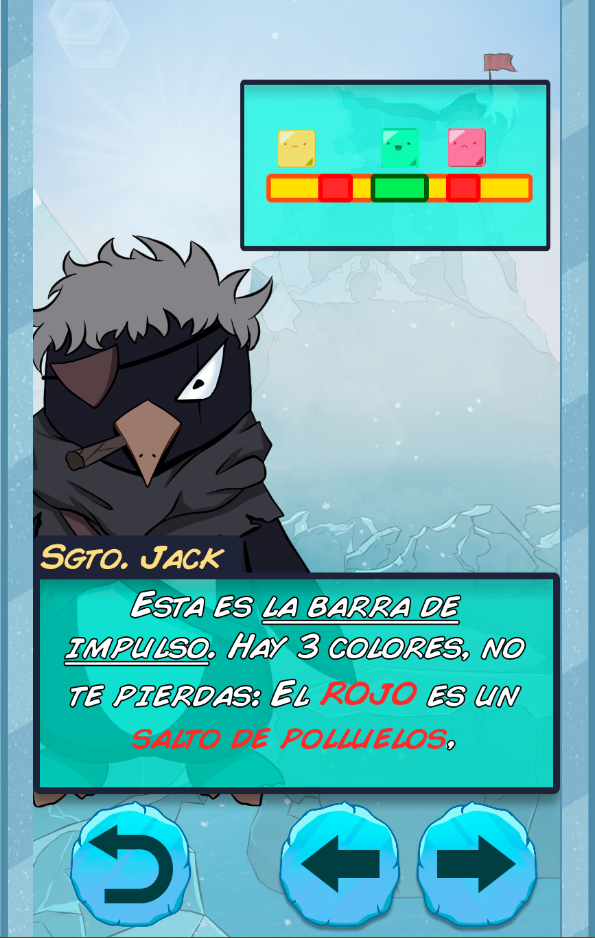 SGTO. JACK
ESTA ES LA BARRA DE
IMPULSO. HAY 3 COLORES, NO
TE PIERDAS: EL ROJO ES UN
SALTO DE POLLUELOS,